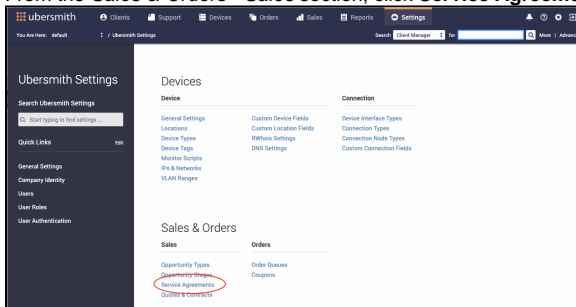 From the Sales & Orders - Sales section, click Service Agreeme
ubersmith Clients Support Devices Orders Sales Reports Settings
You Are Here: default / Ubersmith Settings Search Client Manager for More | Advanc
Ubersmith Settings
Search Ubersmith Settings
Start typing to find settings ...
Quick Links Edit
General Settings
Company Identity
Users
User Roles
User Authentication
Devices
Device Connection
General Settings Custom Device Fields Device Interface Types
Locations Custom Location Fields Connection Types
Device Types RWhois Settings Connection Node Types
Device Tags DNS Settings Custom Connection Fields
Monitor Scripts
IPs & Networks
VLAN Ranges
Sales & Orders
Sales Orders
Opportunity Types Order Queues
Opportunity Stages Coupons
Service Agreements
Quotes & Contracts